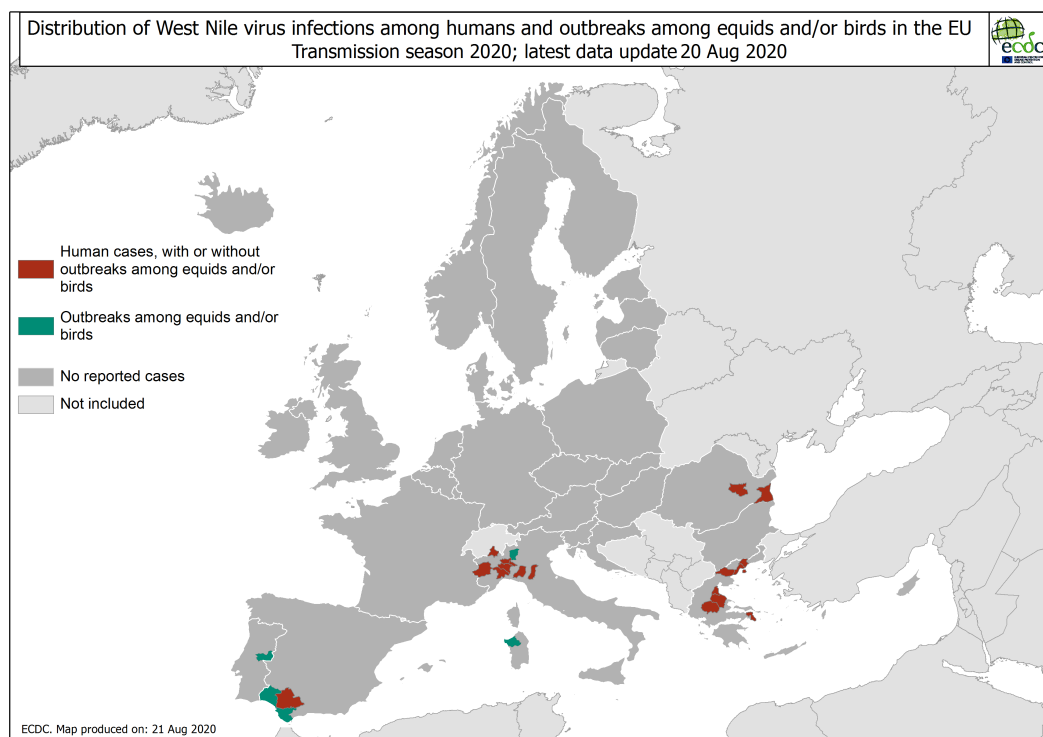 Distribution of West Nile virus infections among humans and outbreaks among equids and/or birds in the EU
Transmission season 2020; latest data update 20 Aug 2020
ecdc
Human cases, with or without
outbreaks among equids and/or
birds
Outbreaks among equids and/or
birds
No reported cases
Not included
ECDC. Map produced on: 21 Aug 2020